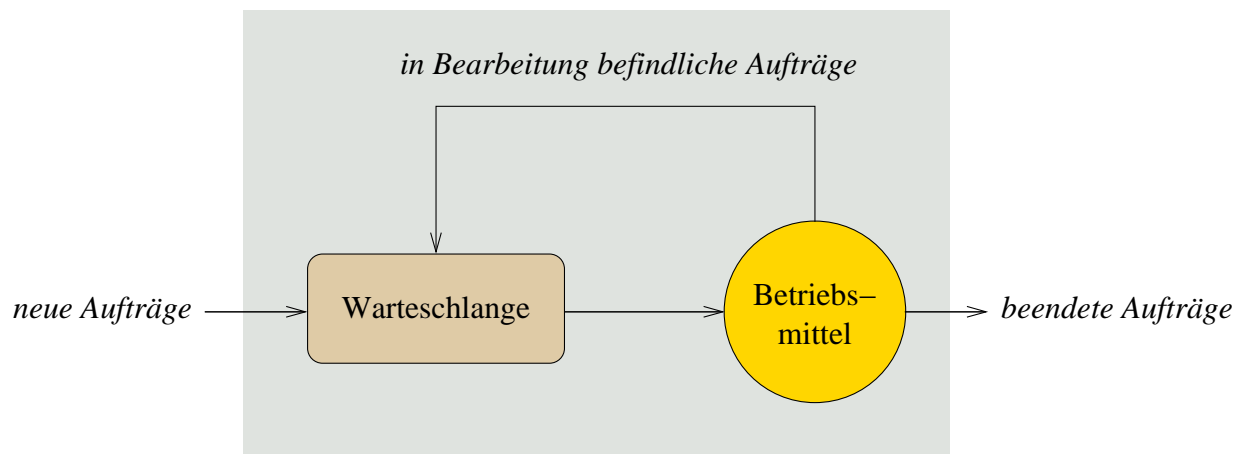 in Bearbeitung befindliche Aufträge
neue Aufträge
Warteschlange
Betriebs–
mittel
beendete Aufträge